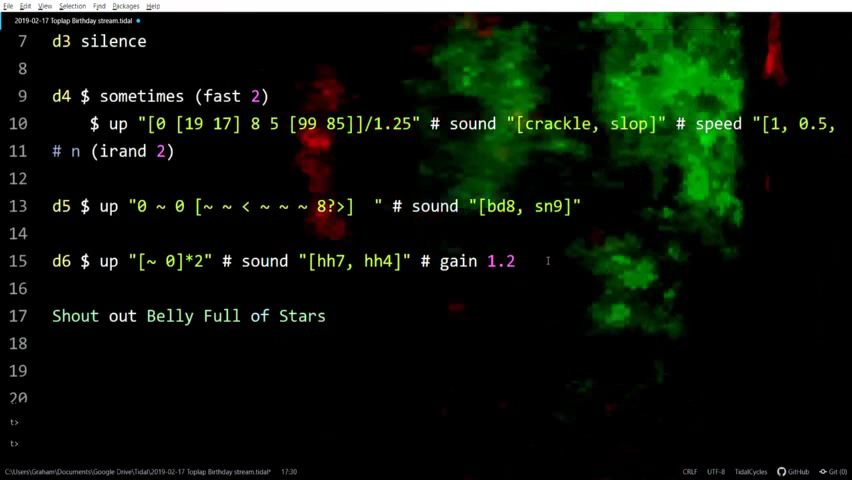 File Edit View Selection Find Packages Help
2019-02-17 Toplap Birthday stream.tidal
7 d3 silence
8
9 d4 $ sometimes (fast 2)
10 $ up "[0 [19 17] 8 5 [99 85]]/1.25" # sound "[crackle, slop]" # speed "[1, 0.5,
11 # n (irand 2)
12
13 d5 $ up "0 ~ 0 [~ ~ < ~ ~ ~ 8?>] " # sound "[bd8, sn9]"
14
15 d6 $ up "[~ 0]*2" # sound "[hh7, hh4]" # gain 1.2
16
17 Shout out Belly Full of Stars
18
19
20
t>
t>
C:\Users\Graham\Documents\Google Drive\Tidal\2019-02-17 Toplap Birthday stream.tidal* 17:30 CRLF UTF-8 TidalCycles GitHub Git (0)